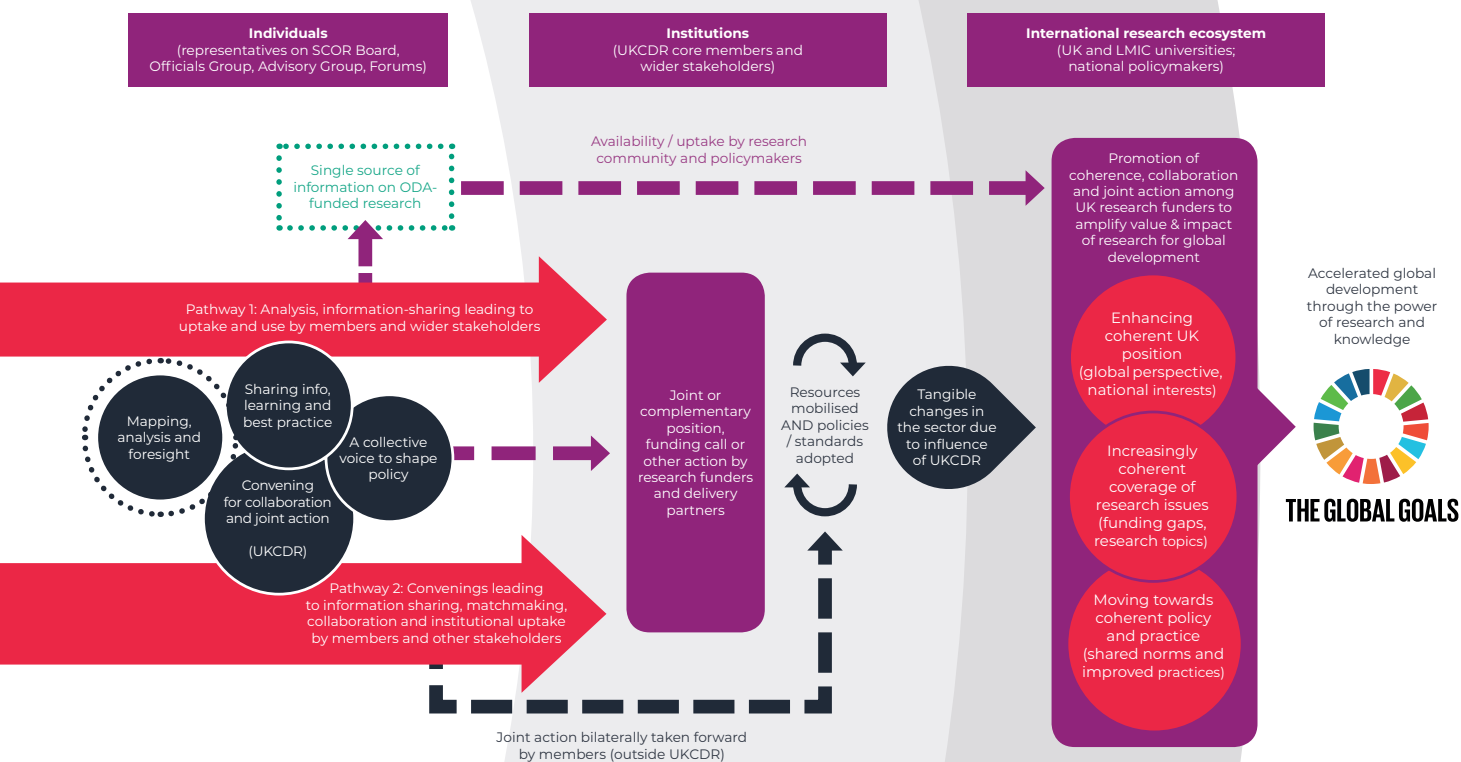 Individuals
(representatives on SCOR Board,
Officials Group, Advisory Group, Forums)
Institutions
(UKCDR core members and
wider stakeholders)
International research ecosystem
(UK and LMIC universities;
national policymakers)
Single source of
information on ODA-
funded research
Availability / uptake by research
community and policymakers
Pathway 1: Analysis, information-sharing leading to
uptake and use by members and wider stakeholders
Mapping,
analysis and
foresight
Sharing info,
learning and
best practice
A collective
voice to shape
policy
Convening
for collaboration
and joint action
(UKCDR)
Pathway 2: Convenings leading
to information sharing, matchmaking,
collaboration and institutional uptake
by members and other stakeholders
Joint action bilaterally taken forward
by members (outside UKCDR)
Joint or
complementary
position,
funding call or
other action by
research funders
and delivery
partners
Resources
mobilised
AND policies
/ standards
adopted
Tangible
changes in
the sector due
to influence
of UKCDR
Promotion of
coherence, collaboration
and joint action among
UK research funders to
amplify value & impact
of research for global
development
Enhancing
coherent UK
position
(global perspective,
national interests)
Increasingly
coherent
coverage of
research issues
(funding gaps,
research topics)
Moving towards
coherent policy
and practice
(shared norms and
improved practices)
Accelerated global
development
through the power
of research and
knowledge
THE GLOBAL GOALS